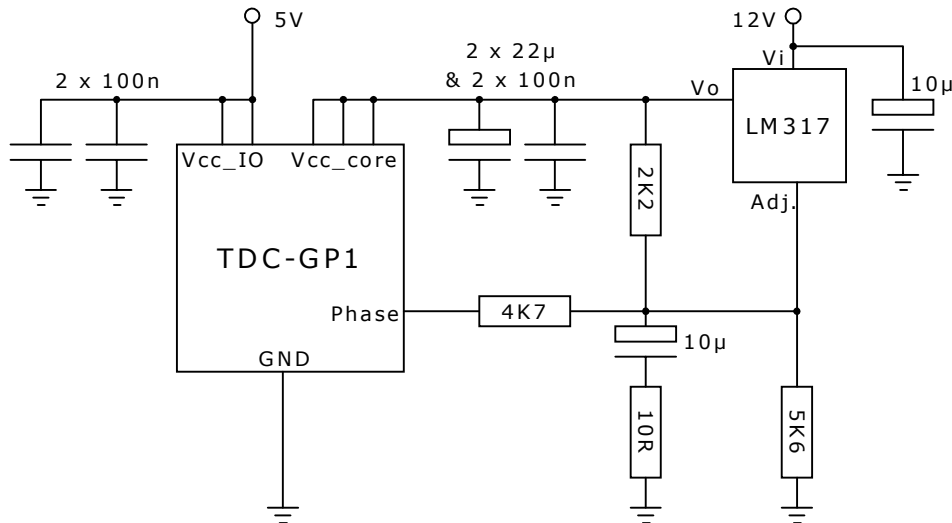 5V
12V
2 x 100n
2 x 22µ
& 2 x 100n
Vi
Vo
10µ
LM317
Vcc_IO
Vcc_core
2K2
Adj.
TDC-GP1
Phase
4K7
10µ
GND
10R
5K6